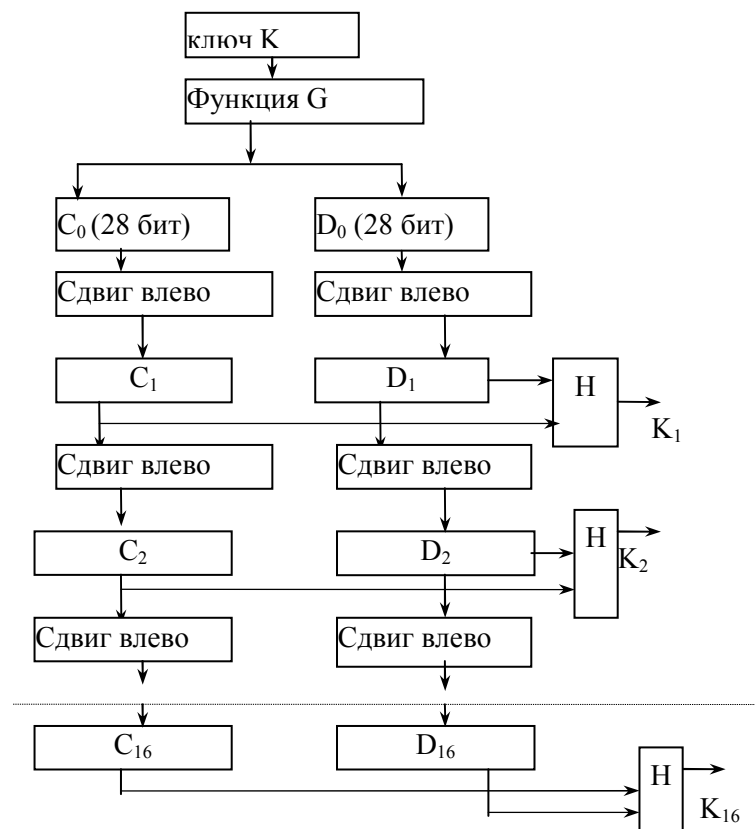 ключ К
Функция G
C₀ (28 бит) D₀ (28 бит)
Сдвиг влево Сдвиг влево
C₁ D₁ H
K₁
Сдвиг влево Сдвиг влево
C₂ D₂ H
K₂
Сдвиг влево Сдвиг влево
C₁₆ D₁₆ H
K₁₆